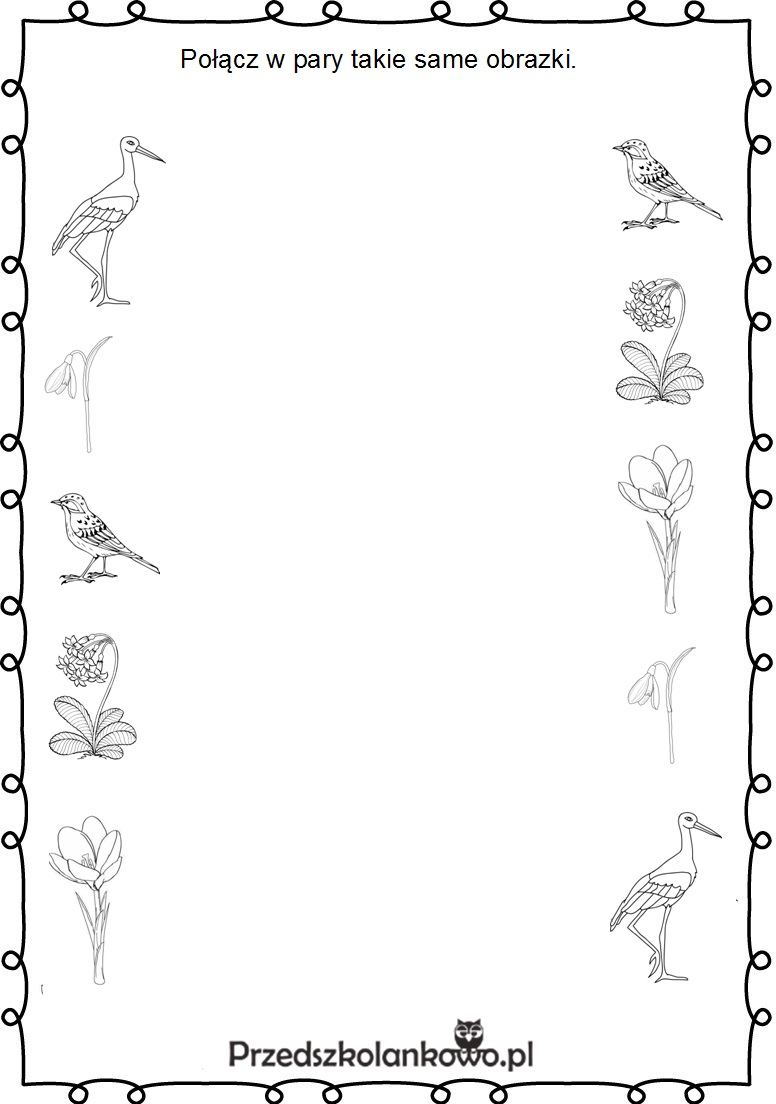 Połącz w pary takie same obrazki.
Przedszkolankowo.pl